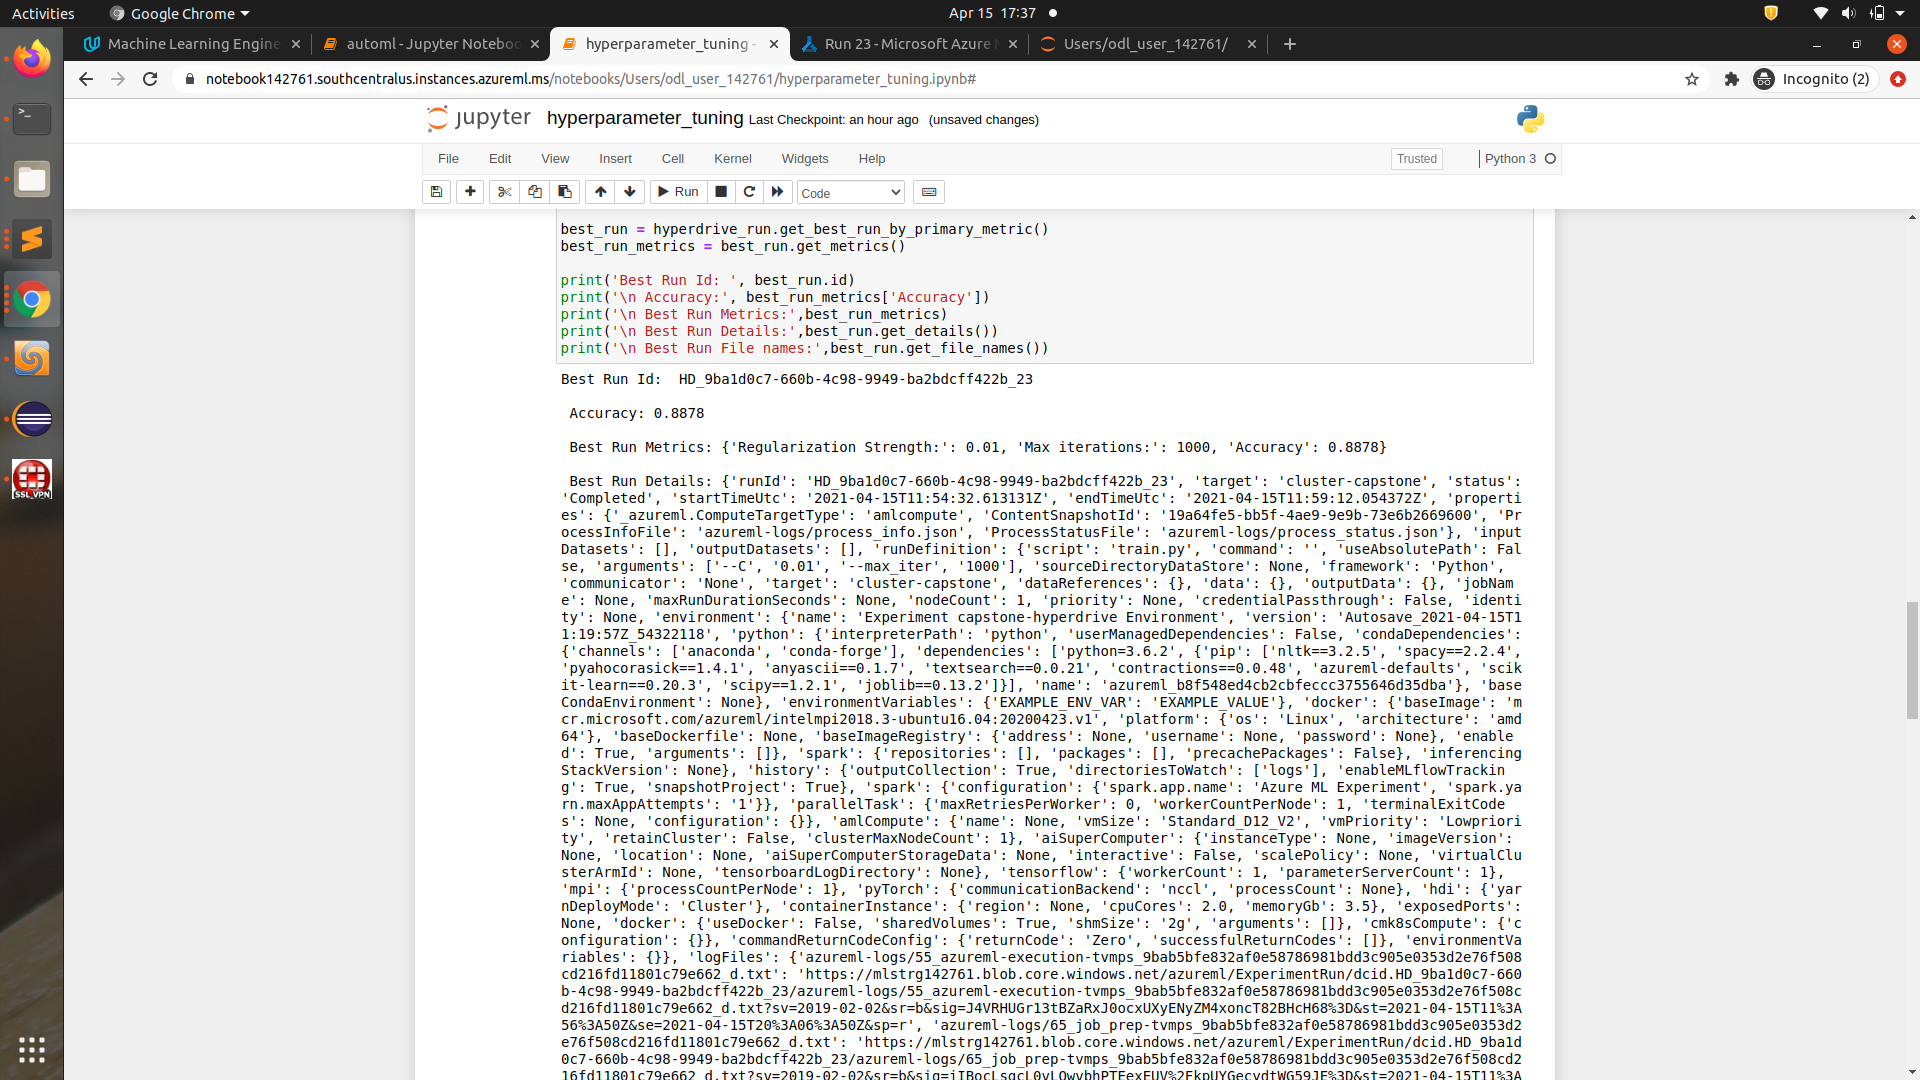 Activities
Google Chrome
Apr 15 17:37
Machine Learning Engine
automl - Jupyter Notebo
hyperparameter_tuning -
Run 23 - Microsoft Azure
Users/odl_user_142761/
notebook142761.southcentralus.instances.azureml.ms/notebooks/Users/odl_user_142761/hyperparameter_tuning.ipynb#
Incognito (2)
jupyter
hyperparameter_tuning Last Checkpoint: an hour ago (unsaved changes)
File Edit View Insert Cell Kernel Widgets Help
Trusted
Python 3
Run
Code
best_run = hyperdrive_run.get_best_run_by_primary_metric()
best_run_metrics = best_run.get_metrics()
print('Best Run Id: ', best_run.id)
print('\n Accuracy:', best_run_metrics['Accuracy'])
print('\n Best Run Metrics:',best_run_metrics)
print('\n Best Run Details:',best_run.get_details())
print('\n Best Run File names:',best_run.get_file_names())
Best Run Id:  HD_9ba1d0c7-660b-4c98-9949-ba2bdcff422b_23
Accuracy: 0.8878
Best Run Metrics: {'Regularization Strength:': 0.01, 'Max iterations:': 1000, 'Accuracy': 0.8878}
Best Run Details: {'runId': 'HD_9ba1d0c7-660b-4c98-9949-ba2bdcff422b_23', 'target': 'cluster-capstone', 'status':
'Completed', 'startTimeUtc': '2021-04-15T11:54:32.613131Z', 'endTimeUtc': '2021-04-15T11:59:12.054372Z', 'properti
es': {'_azureml.ComputeTargetType': 'amlcompute', 'ContentSnapshotId': '19a64fe5-bb5f-4ae9-9e9b-73e6b2669600', 'Pr
ocessInfoFile': 'azureml-logs/process_info.json', 'ProcessStatusFile': 'azureml-logs/process_status.json'}, 'input
Datasets': [], 'outputDatasets': [], 'runDefinition': {'script': 'train.py', 'command': '', 'useAbsolutePath': Fal
se, 'arguments': ['--C', '0.01', '--max_iter', '1000'], 'sourceDirectoryDataStore': None, 'framework': 'Python',
'communicator': 'None', 'target': 'cluster-capstone', 'dataReferences': {}, 'data': {}, 'outputData': {}, 'jobNam
e': None, 'maxRunDurationSeconds': None, 'nodeCount': 1, 'priority': None, 'credentialPassthrough': False, 'identi
ty': None, 'environment': {'name': 'Experiment capstone-hyperdrive Environment', 'version': 'Autosave_2021-04-15T1
1:19:57Z_54322118', 'python': {'interpreterPath': 'python', 'userManagedDependencies': False, 'condaDependencies':
{'channels': ['anaconda', 'conda-forge'], 'dependencies': ['python=3.6.2', {'pip': ['nltk==3.2.5', 'spacy==2.2.4',
'pyahocorasick==1.4.1', 'anyascii==0.1.7', 'textsearch==0.0.21', 'contractions==0.0.48', 'azureml-defaults', 'scik
it-learn==0.20.3', 'scipy==1.2.1', 'joblib==0.13.2']}], 'name': 'azureml_b8f548ed4cb2cbfeccc3755646d35dba'}, 'base
CondaEnvironment': None}, 'environmentVariables': {'EXAMPLE_ENV_VAR': 'EXAMPLE_VALUE'}, 'docker': {'baseImage': 'm
cr.microsoft.com/azureml/intelmpi2018.3-ubuntu16.04:20200423.v1', 'platform': {'os': 'Linux', 'architecture': 'amd
64'}, 'baseDockerfile': None, 'baseImageRegistry': {'address': None, 'username': None, 'password': None}, 'enable
d': True, 'arguments': []}, 'spark': {'repositories': [], 'packages': [], 'precachePackages': False}, 'inferencing
StackVersion': None}, 'history': {'outputCollection': True, 'directoriesToWatch': ['logs'], 'enableMLflowTrackin
g': True, 'snapshotProject': True}, 'spark': {'configuration': {'spark.app.name': 'Azure ML Experiment', 'spark.ya
rn.maxAppAttempts': '1'}}, 'parallelTask': {'maxRetriesPerWorker': 0, 'workerCountPerNode': 1, 'terminalExitCode
s': None, 'configuration': {}}, 'amlCompute': {'name': None, 'vmSize': 'Standard_D12_V2', 'vmPriority': 'Lowpriori
ty', 'retainCluster': False, 'clusterMaxNodeCount': 1}, 'aiSuperComputer': {'instanceType': None, 'imageVersion':
None, 'location': None, 'aiSuperComputerStorageData': None, 'interactive': False, 'scalePolicy': None, 'virtualClu
sterArmId': None, 'tensorboardLogDirectory': None}, 'tensorflow': {'workerCount': 1, 'parameterServerCount': 1},
'mpi': {'processCountPerNode': 1}, 'pyTorch': {'communicationBackend': 'nccl', 'processCount': None}, 'hdi': {'yar
nDeployMode': 'Cluster'}, 'containerInstance': {'region': None, 'cpuCores': 2.0, 'memoryGb': 3.5}, 'exposedPorts':
None, 'docker': {'useDocker': False, 'sharedVolumes': True, 'shmSize': '2g', 'arguments': []}, 'cmk8sCompute': {'c
onfiguration': {}}, 'commandReturnCodeConfig': {'returnCode': 'Zero', 'successfulReturnCodes': []}, 'environmentVa
riables': {}}, 'logFiles': {'azureml-logs/55_azureml-execution-tvmps_9bab5bfe832af0e58786981bdd3c905e0353d2e76f508
cd216fd11801c79e662_d.txt': 'https://mlstrg142761.blob.core.windows.net/azureml/ExperimentRun/dcid.HD_9ba1d0c7-660
b-4c98-9949-ba2bdcff422b_23/azureml-logs/55_azureml-execution-tvmps_9bab5bfe832af0e58786981bdd3c905e0353d2e76f508c
d216fd11801c79e662_d.txt?sv=2019-02-02&sr=b&sig=J4VRHUGr13tBZaRxJ0ocxUXyENyZM4xoncT82BHcH68%3D&st=2021-04-15T11%3A
56%3A50Z&se=2021-04-15T20%3A06%3A50Z&sp=r', 'azureml-logs/65_job_prep-tvmps_9bab5bfe832af0e58786981bdd3c905e0353d2
e76f508cd216fd11801c79e662_d.txt': 'https://mlstrg142761.blob.core.windows.net/azureml/ExperimentRun/dcid.HD_9ba1d
0c7-660b-4c98-9949-ba2bdcff422b_23/azureml-logs/65_job_prep-tvmps_9bab5bfe832af0e58786981bdd3c905e0353d2e76f508cd2
SSL VPN